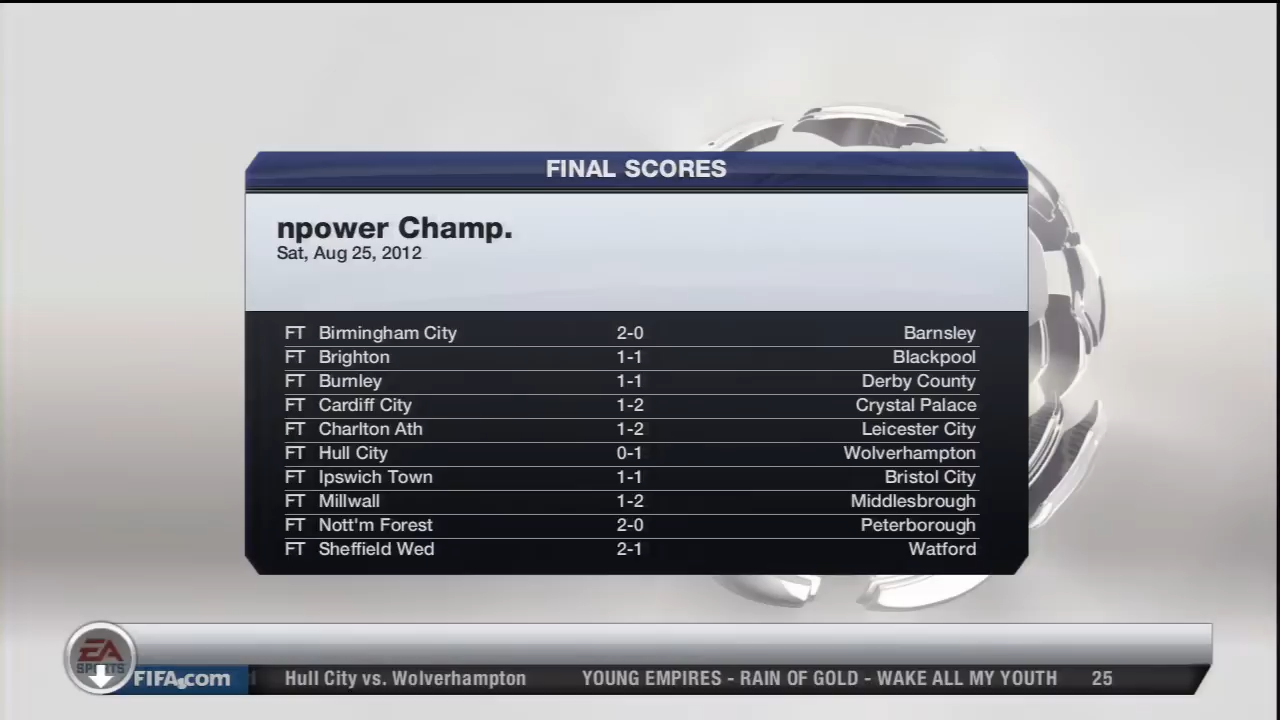 FINAL SCORES
npower Champ.
Sat, Aug 25, 2012
FT Birmingham City 2-0 Barnsley
FT Brighton 1-1 Blackpool
FT Burnley 1-1 Derby County
FT Cardiff City 1-2 Crystal Palace
FT Charlton Ath 1-2 Leicester City
FT Hull City 0-1 Wolverhampton
FT Ipswich Town 1-1 Bristol City
FT Millwall 1-2 Middlesbrough
FT Nott'm Forest 2-0 Peterborough
FT Sheffield Wed 2-1 Watford
EA SPORTS
FIFA.com Hull City vs. Wolverhampton YOUNG EMPIRES - RAIN OF GOLD - WAKE ALL MY YOUTH 25